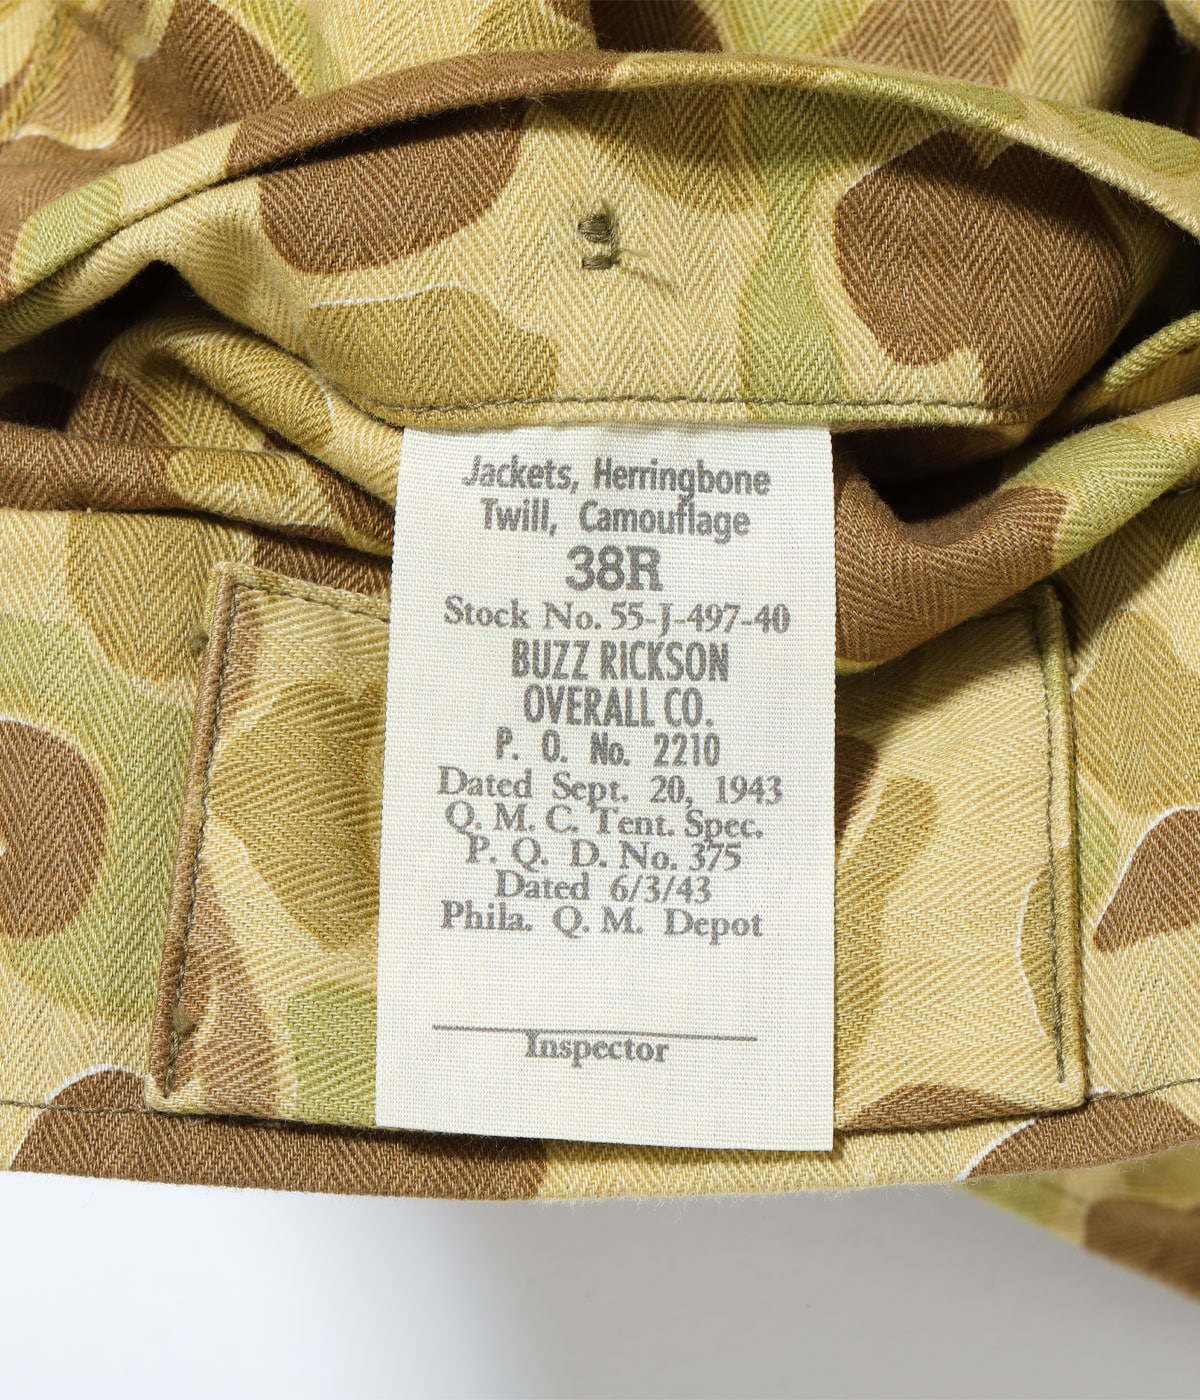 Jackets, Herringbone
Twill, Camouflage
38R
Stock No. 55-J-497-40
BUZZ RICKSON
OVERALL CO.
P. O. No. 2210
Dated Sept. 20, 1943
Q. M. C. Tent. Spec.
P. Q. D. No. 375
Dated 6/3/43
Phila. Q. M. Depot
Inspector